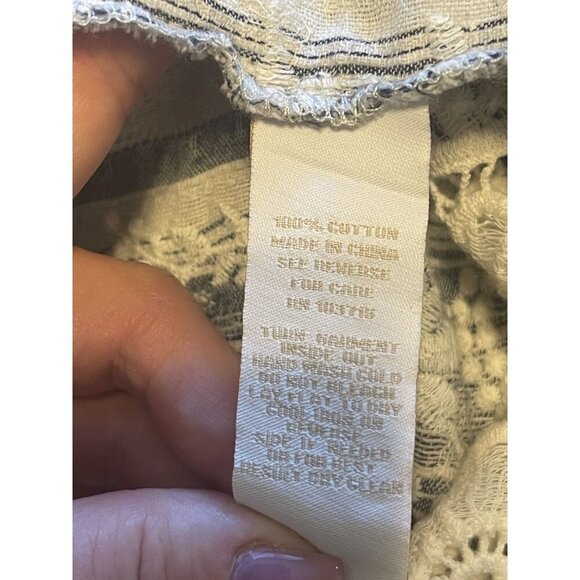 100% COTTON
MADE IN CHINA
SEE REVERSE
FOR CARE
RN 103715
TURN GARMENT
INSIDE OUT
HAND WASH COLD
DO NOT BLEACH
LAY FLAT TO DRY
COOL IRON ON
REVERSE
SIDE IF NEEDED
OR FOR BEST
RESULT DRY CLEAN